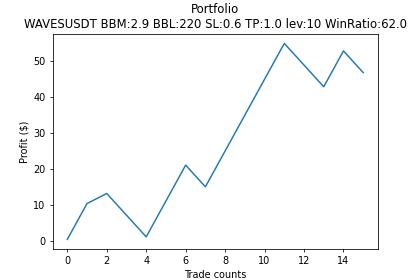 Portfolio
WAVESUSDT BBM:2.9 BBL:220 SL:0.6 TP:1.0 lev:10 WinRatio:62.0
50
40
30
20
10
0
Profit ($)
0 2 4 6 8 10 12 14
Trade counts